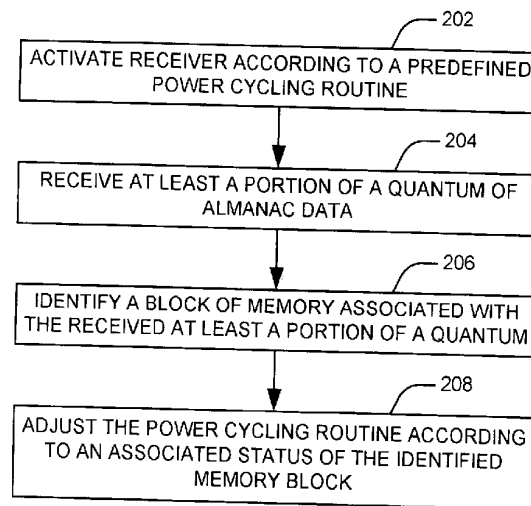 202
ACTIVATE RECEIVER ACCORDING TO A PREDEFINED
POWER CYCLING ROUTINE
204
RECEIVE AT LEAST A PORTION OF A QUANTUM OF
ALMANAC DATA
206
IDENTIFY A BLOCK OF MEMORY ASSOCIATED WITH
THE RECEIVED AT LEAST A PORTION OF A QUANTUM
208
ADJUST THE POWER CYCLING ROUTINE ACCORDING
TO AN ASSOCIATED STATUS OF THE IDENTIFIED
MEMORY BLOCK